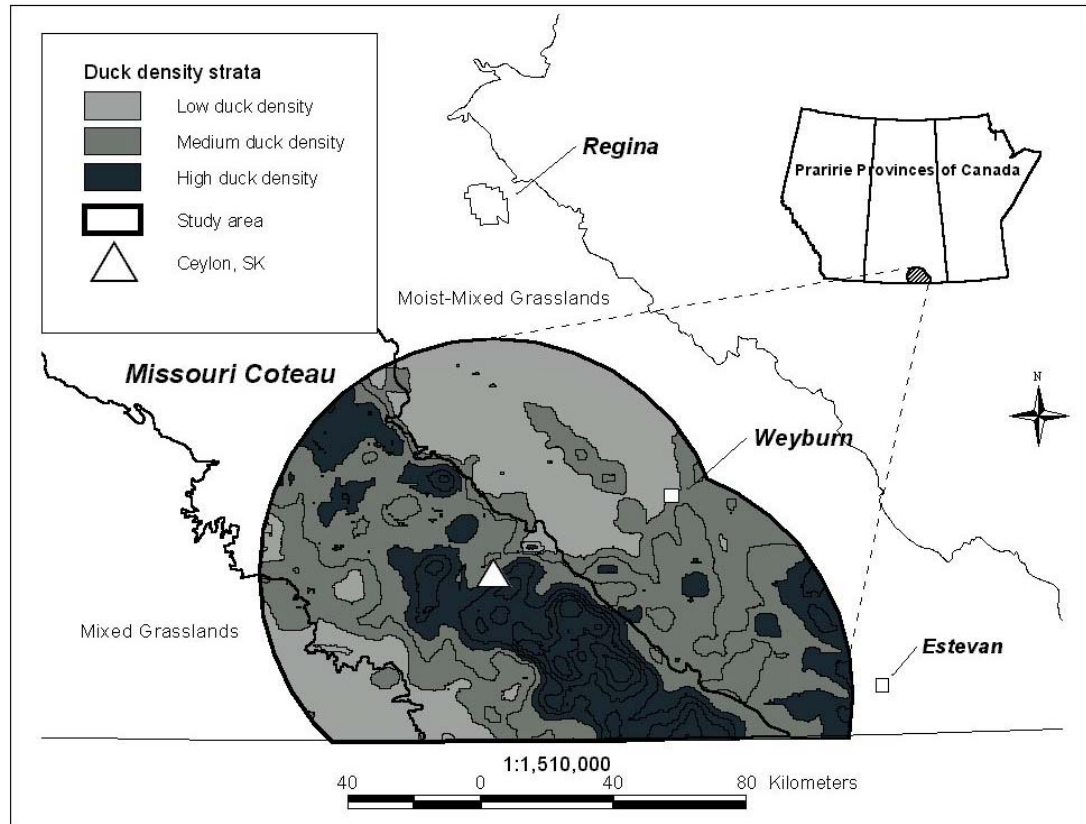 Duck density strata
Low duck density
Medium duck density
High duck density
Study area
Ceylon, SK
Regina
Praririe Provinces of Canada
Moist-Mixed Grasslands
Missouri Coteau
N
Weyburn
Mixed Grasslands
Estevan
1:1,510,000
40 0 40 80 Kilometers